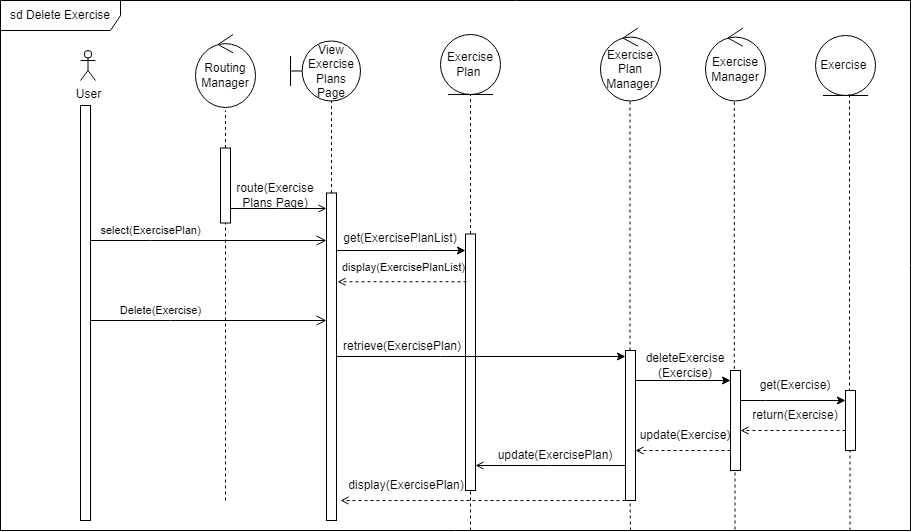 sd Delete Exercise
User
Routing
Manager
View
Exercise
Plans
Page
Exercise
Plan
Exercise
Plan
Manager
Exercise
Manager
Exercise
route(Exercise
Plans Page)
select(ExercisePlan)
get(ExercisePlanList)
display(ExercisePlanList)
Delete(Exercise)
retrieve(ExercisePlan)
deleteExercise
(Exercise)
get(Exercise)
return(Exercise)
update(Exercise)
update(ExercisePlan)
display(ExercisePlan)